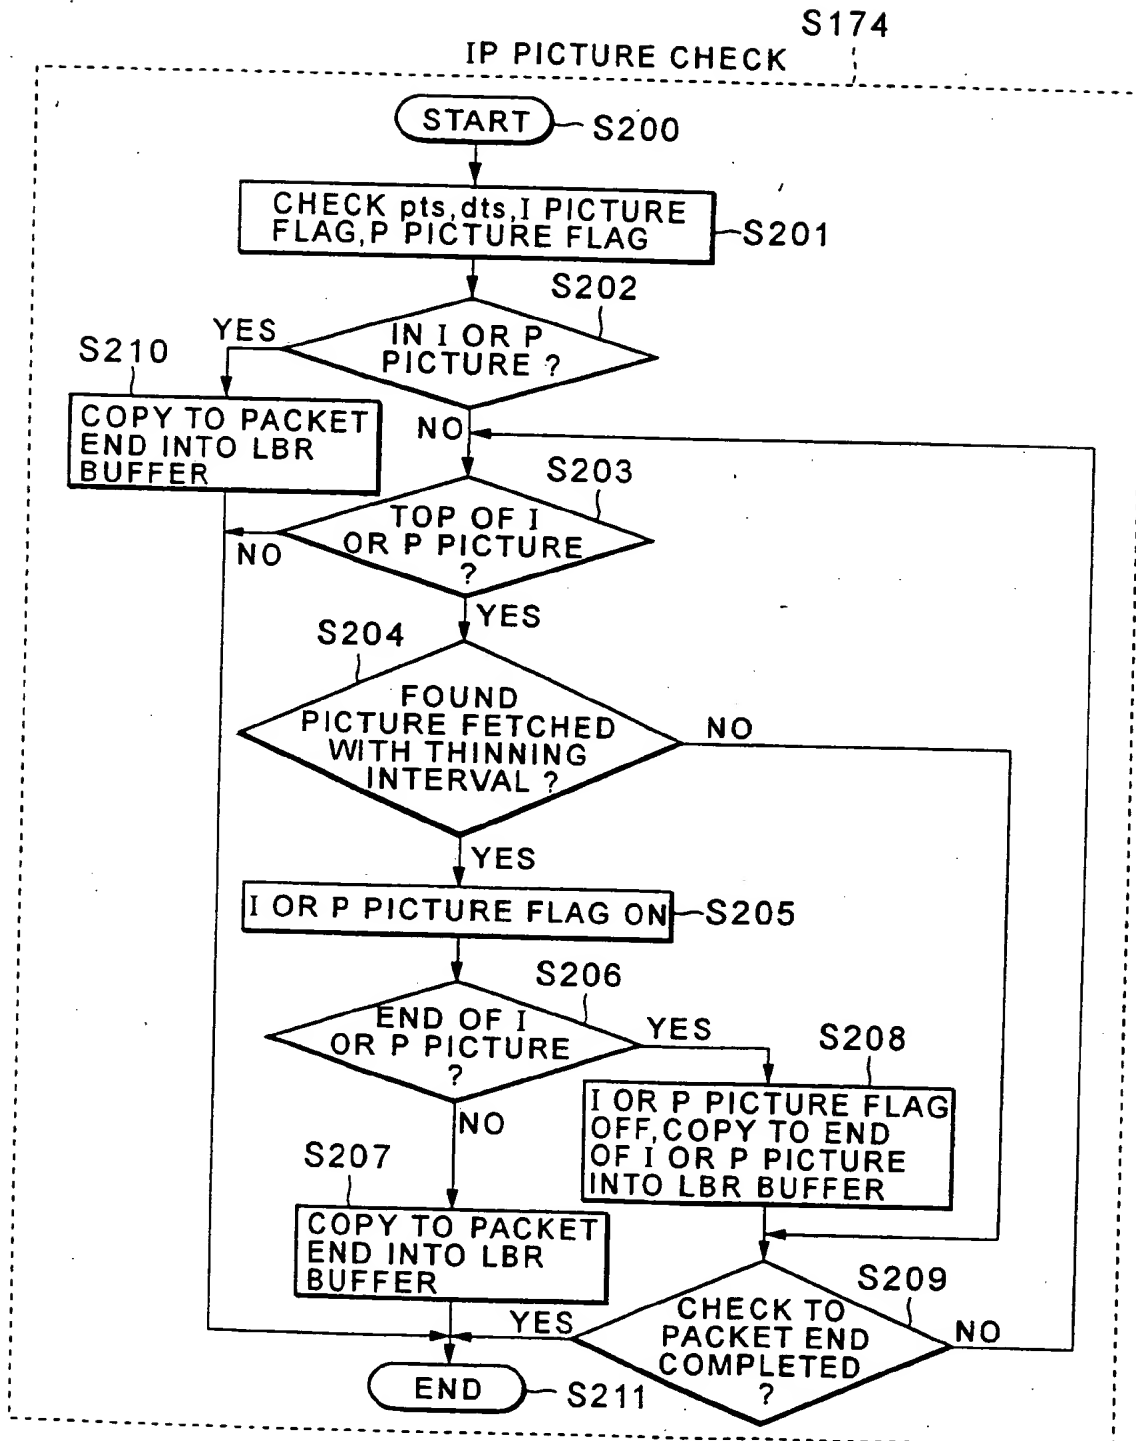 S174
IP PICTURE CHECK
START
S200
CHECK pts,dts,I PICTURE
FLAG,P PICTURE FLAG
S201
S202
IN I OR P
PICTURE ?
YES
S210
COPY TO PACKET
END INTO LBR
BUFFER
NO
S203
TOP OF I
OR P PICTURE
?
NO
YES
S204
FOUND
PICTURE FETCHED
WITH THINNING
INTERVAL ?
NO
YES
I OR P PICTURE FLAG ON
S205
S206
END OF I
OR P PICTURE
?
YES
S208
I OR P PICTURE FLAG
OFF,COPY TO END
OF I OR P PICTURE
INTO LBR BUFFER
NO
S207
COPY TO PACKET
END INTO LBR
BUFFER
S209
CHECK TO
PACKET END
COMPLETED
?
YES
NO
END
S211